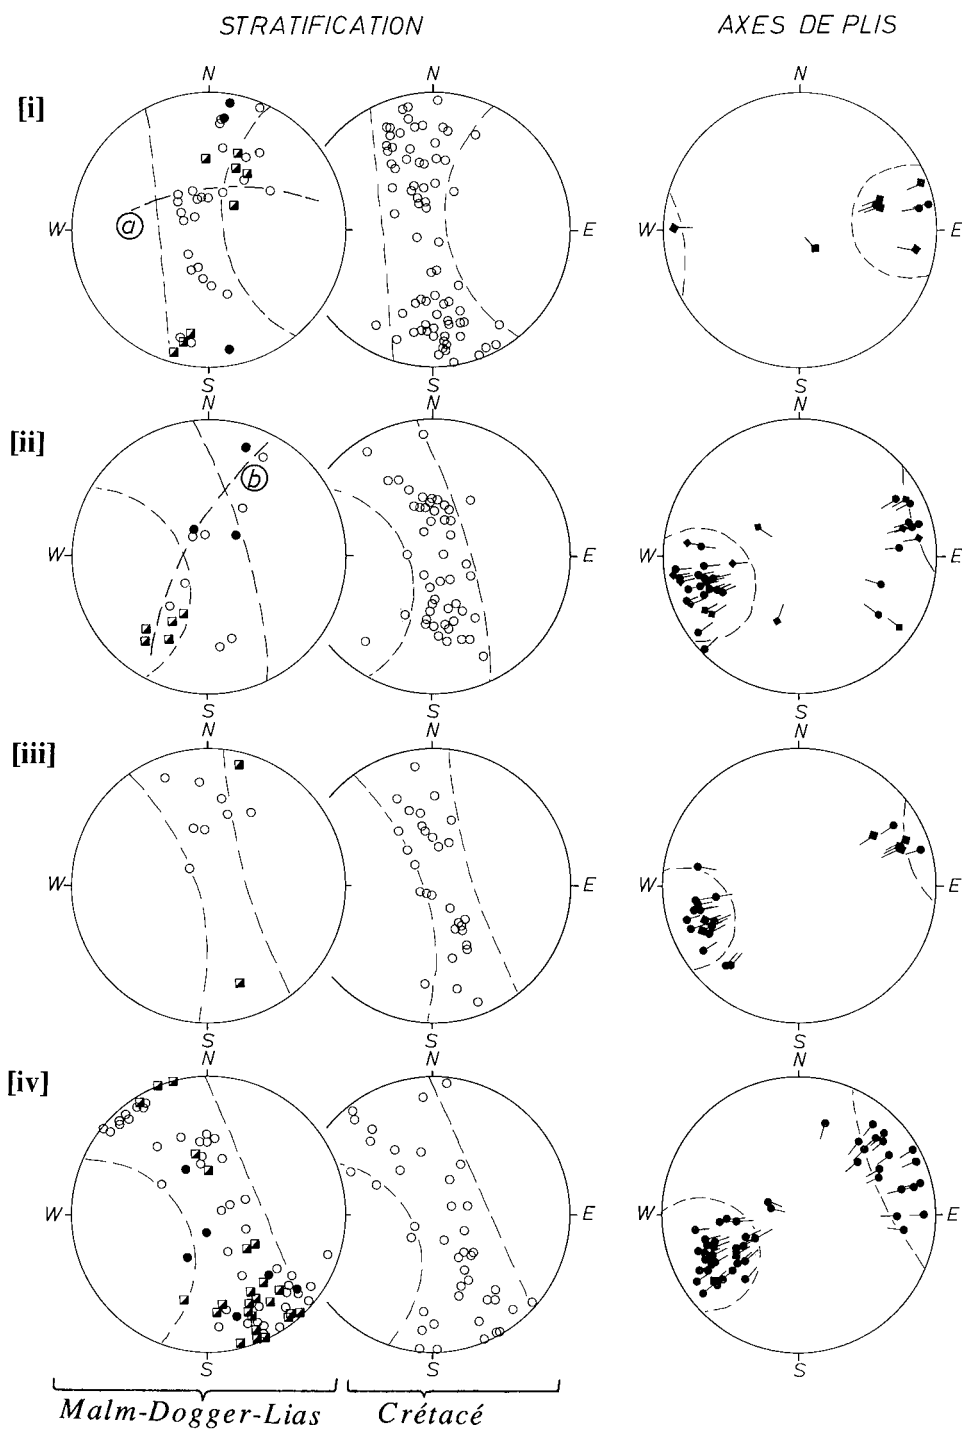 STRATIFICATION AXES DE PLIS
[i] N N N
W a E W E
S S S
[ii] N N N
b
W E W E
S S S
[iii] N N N
W E W E
S S S
[iv] N N N
W E W E
S S S
Malm-Dogger-Lias Crétacé